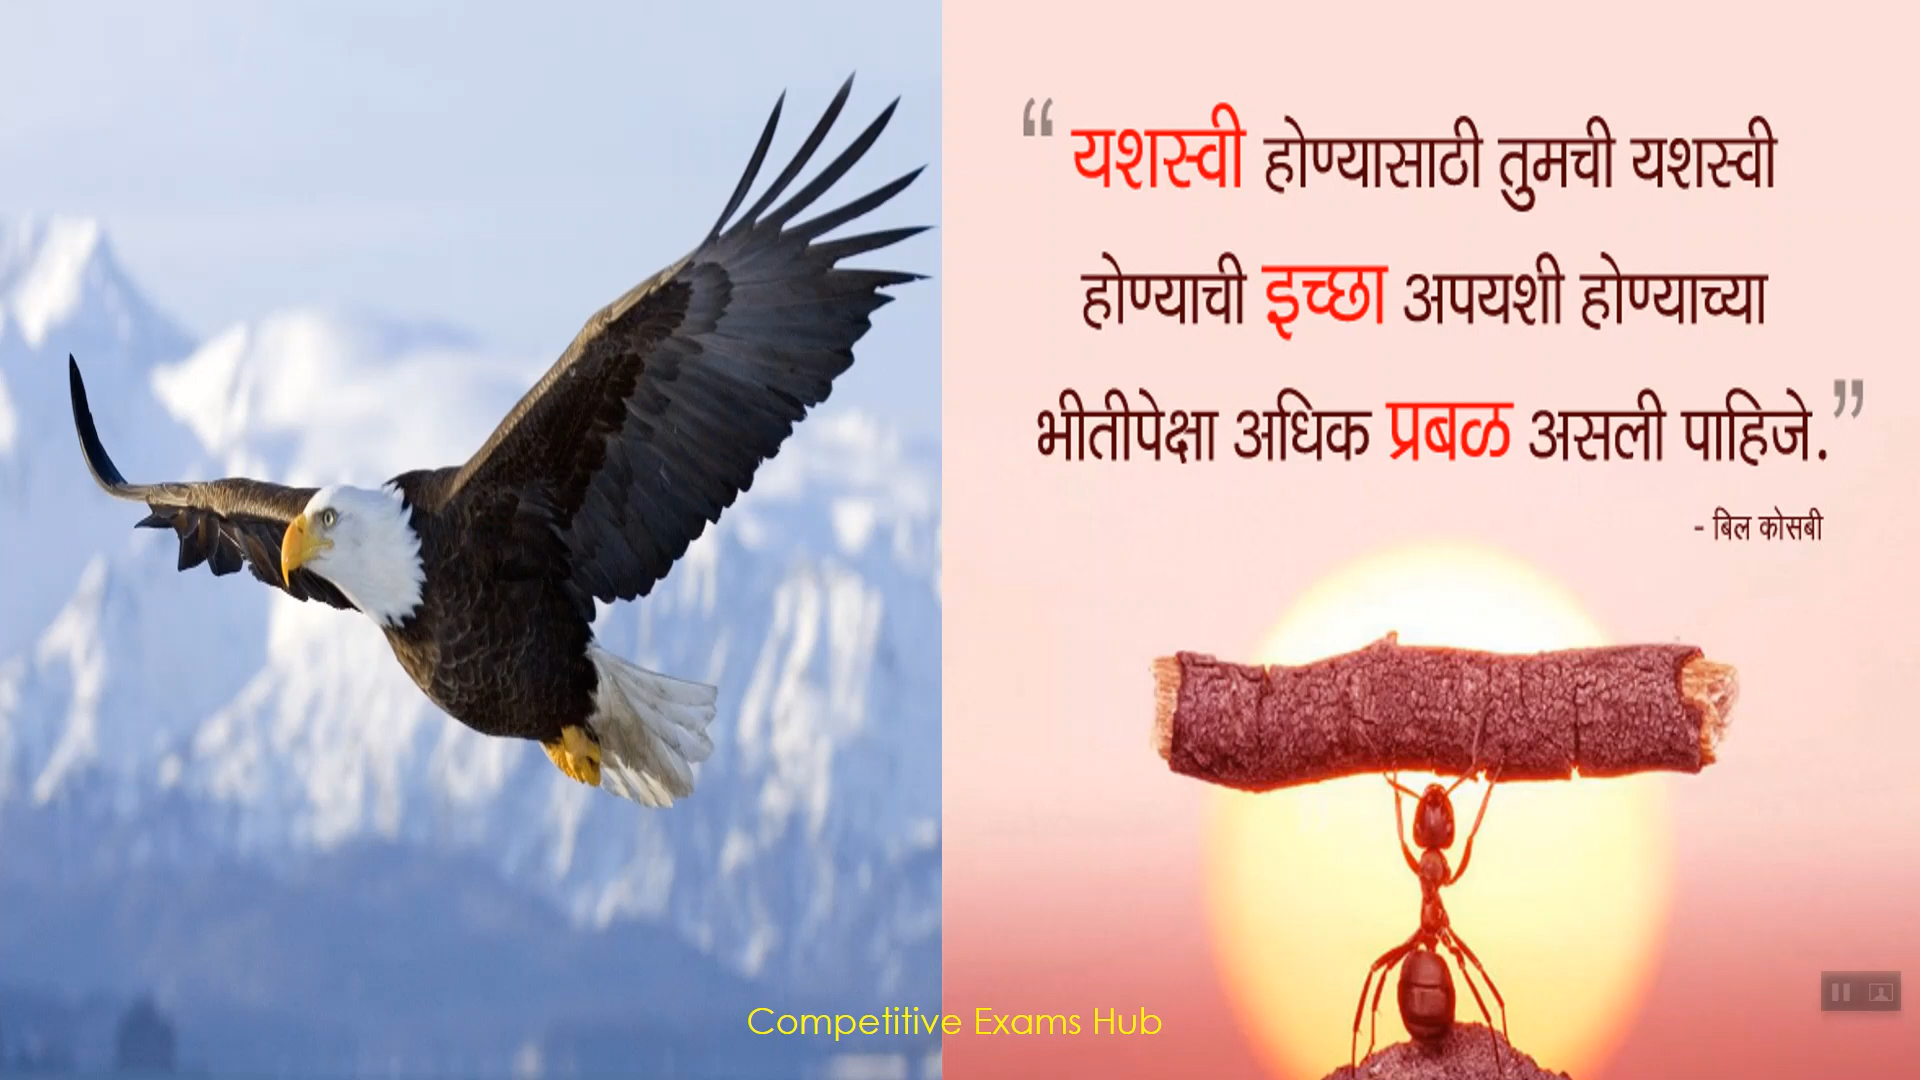 “ यशस्वी होण्यासाठी तुमची यशस्वी
होण्याची इच्छा अपयशी होण्याच्या
भीतीपेक्षा अधिक प्रबळ असली पाहिजे. ”
- बिल कोसबी
Competitive Exams Hub